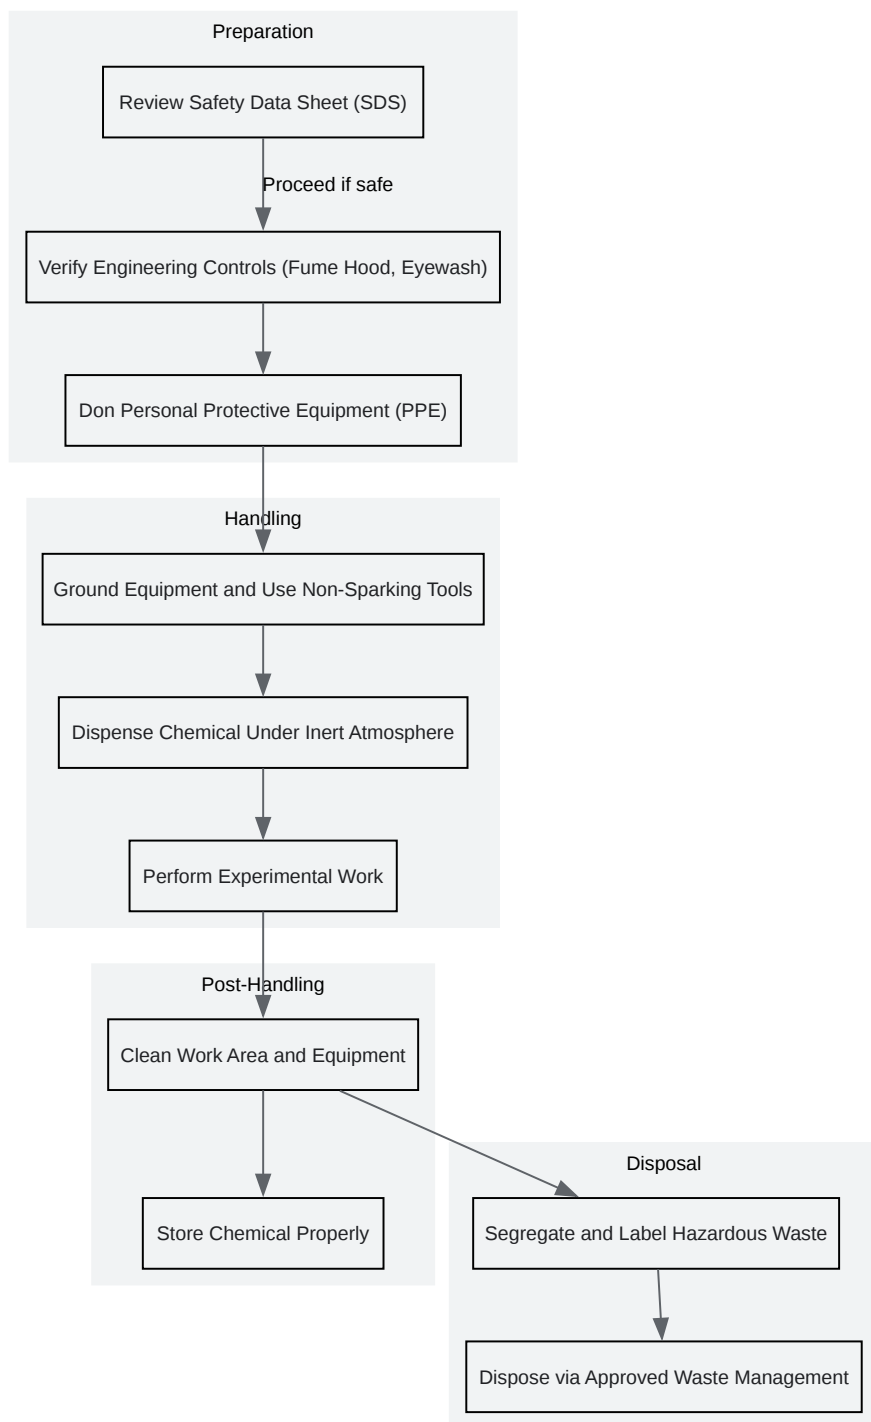 Preparation
Review Safety Data Sheet (SDS)
Proceed if safe
Verify Engineering Controls (Fume Hood, Eyewash)
Don Personal Protective Equipment (PPE)
Handling
Ground Equipment and Use Non-Sparking Tools
Dispense Chemical Under Inert Atmosphere
Perform Experimental Work
Post-Handling
Clean Work Area and Equipment
Store Chemical Properly
Disposal
Segregate and Label Hazardous Waste
Dispose via Approved Waste Management